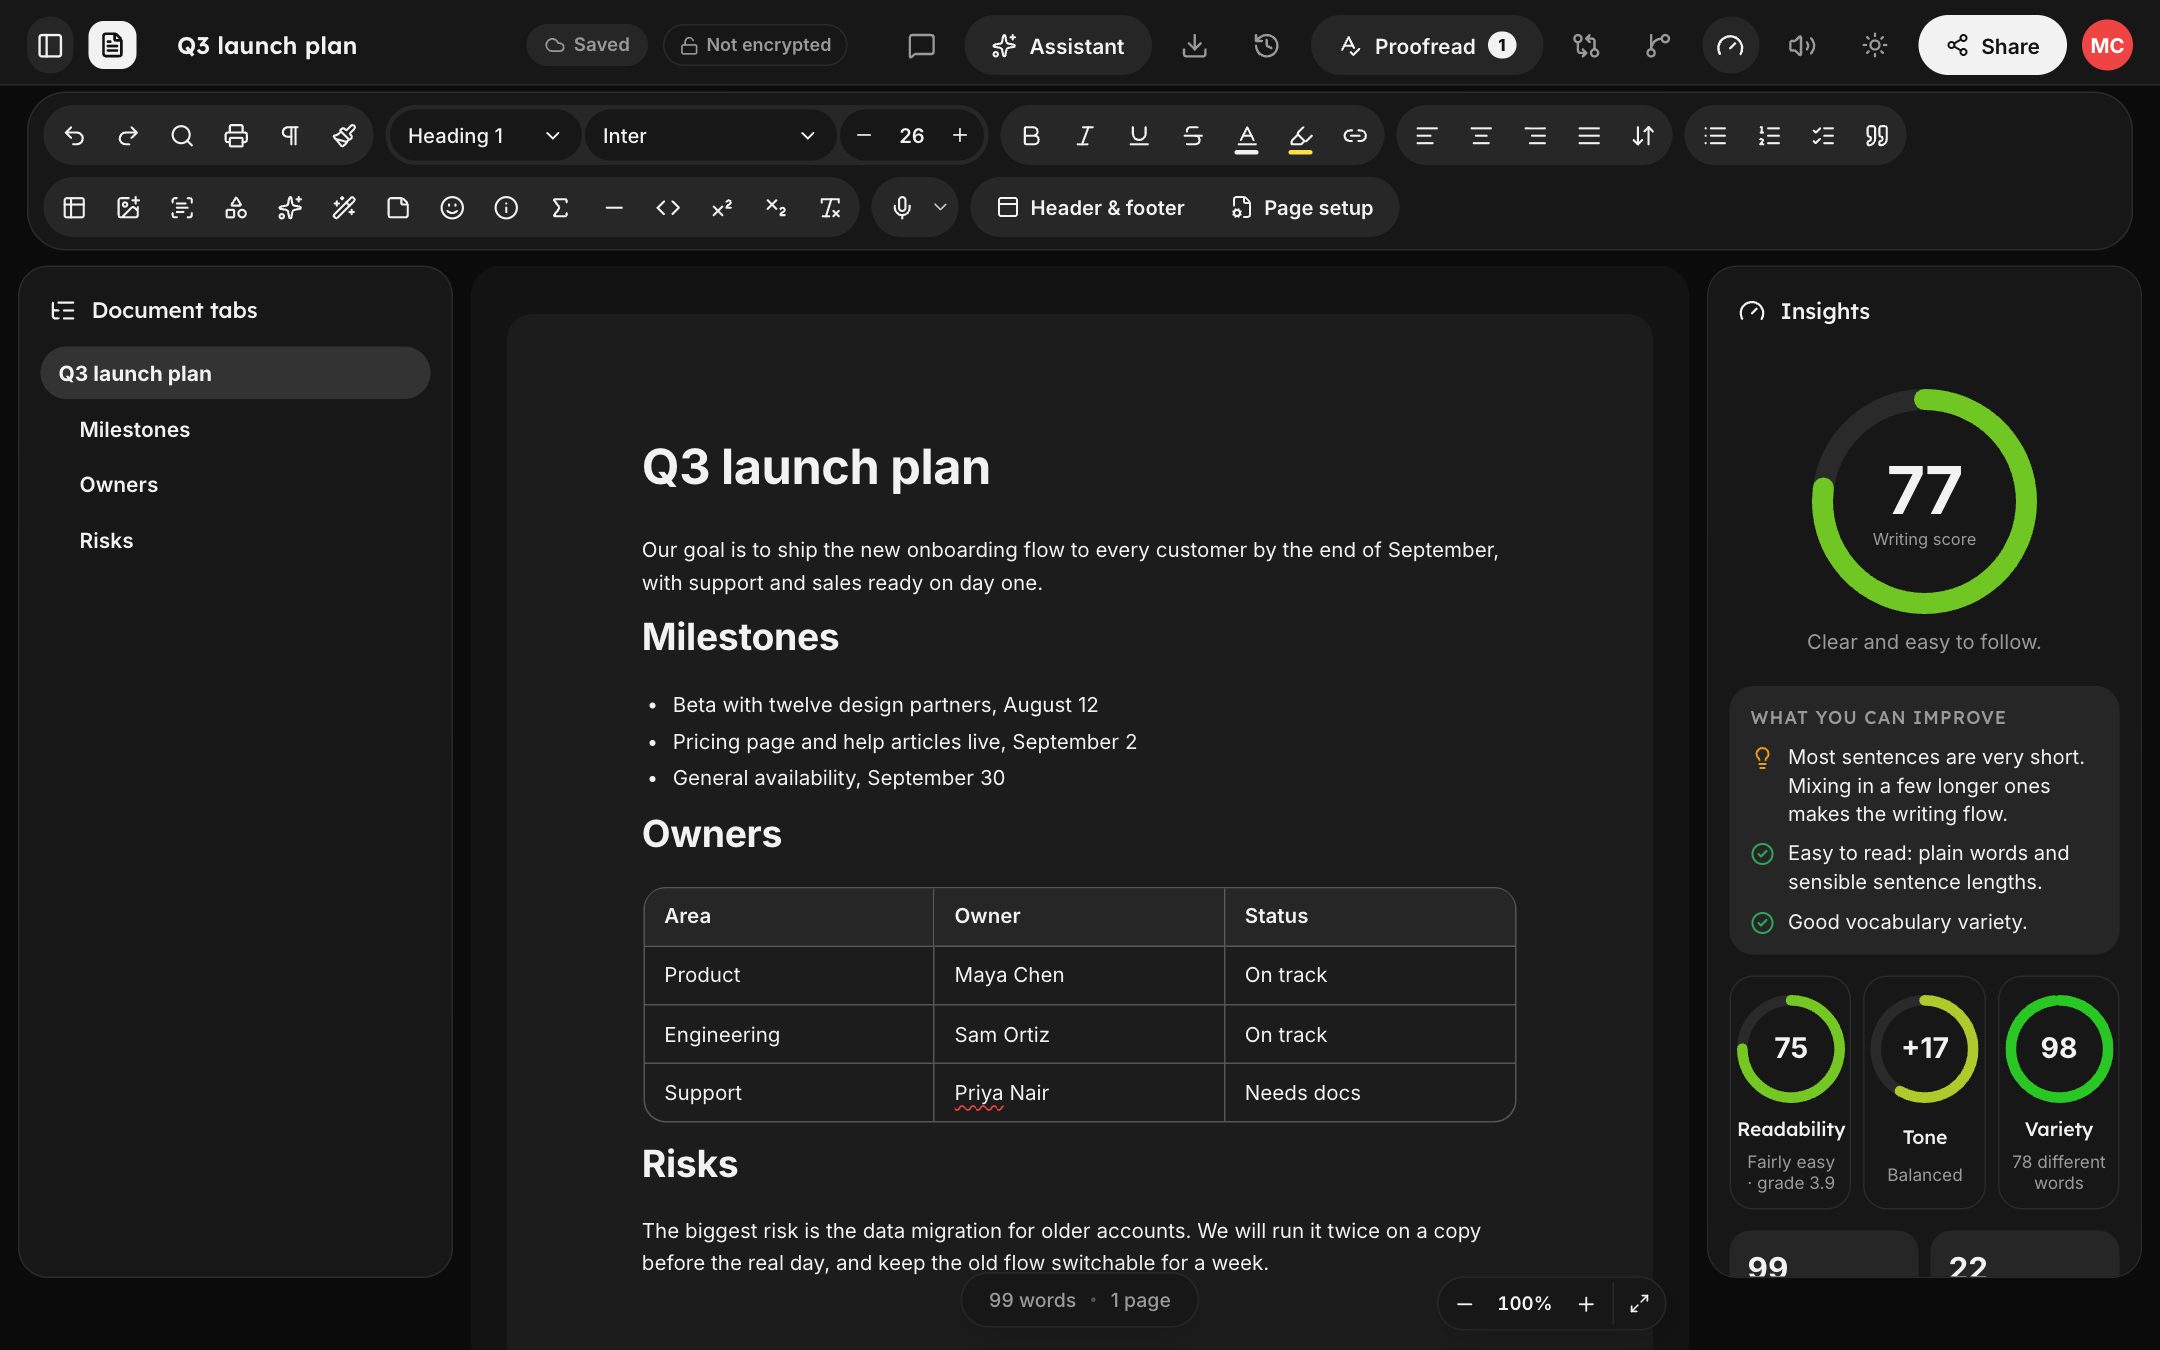 Q3 launch plan
Saved
Not encrypted
Assistant
Proofread 1
Share
MC
Heading 1
Inter
26
Header & footer
Page setup
Document tabs
Q3 launch plan
Milestones
Owners
Risks
Q3 launch plan
Our goal is to ship the new onboarding flow to every customer by the end of September,
with support and sales ready on day one.
Milestones
• Beta with twelve design partners, August 12
• Pricing page and help articles live, September 2
• General availability, September 30
Owners
Area Owner Status
Product Maya Chen On track
Engineering Sam Ortiz On track
Support Priya Nair Needs docs
Risks
The biggest risk is the data migration for older accounts. We will run it twice on a copy
before the real day, and keep the old flow switchable for a week.
99 words • 1 page
100%
Insights
77
Writing score
Clear and easy to follow.
WHAT YOU CAN IMPROVE
Most sentences are very short.
Mixing in a few longer ones
makes the writing flow.
Easy to read: plain words and
sensible sentence lengths.
Good vocabulary variety.
75
Readability
Fairly easy
· grade 3.9
+17
Tone
Balanced
98
Variety
78 different
words
99
22